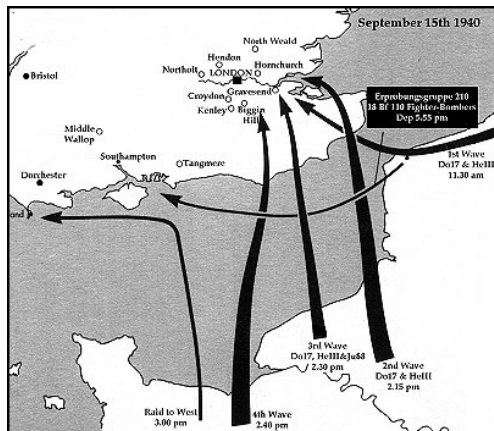 September 15th 1940
North Weald
Hendon
Hornchurch
Northolt
LONDON
Bristol
Gravesend
Croydon
Kenley
Biggin
Hill
Erprobungsgruppe 210
18 Bf 110 Fighter-Bombers
Dep 5.55 pm
Middle
Wallop
Southampton
Tangmere
1st Wave
Do17 & HeIII
11.30 am
Dorchester
ond
3rd Wave
Do17, HeIII&Ju88
2.30 pm
2nd Wave
Do17 & HeIII
2.15 pm
Raid to West
3.00 pm
4th Wave
2.40 pm